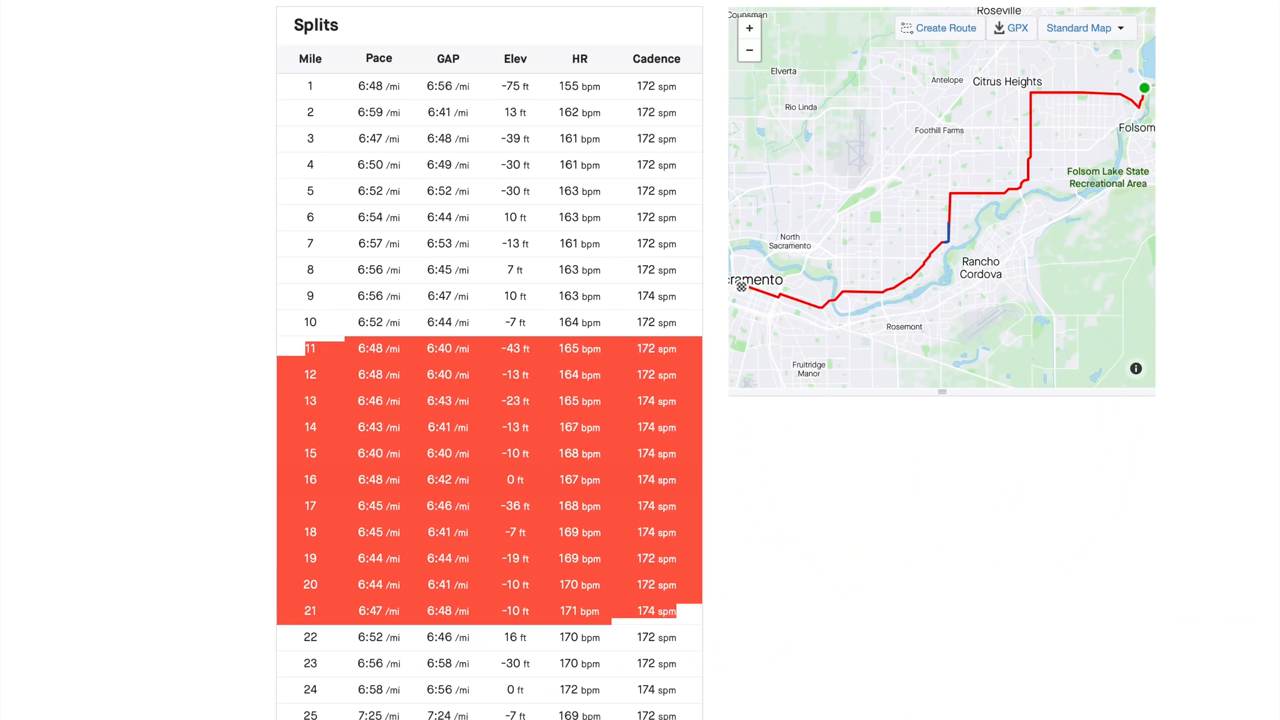 Splits
Mile Pace GAP Elev HR Cadence
1 6:48 /mi 6:56 /mi -75 ft 155 bpm 172 spm
2 6:59 /mi 6:41 /mi 13 ft 162 bpm 172 spm
3 6:47 /mi 6:48 /mi -39 ft 161 bpm 172 spm
4 6:50 /mi 6:49 /mi -30 ft 161 bpm 172 spm
5 6:52 /mi 6:52 /mi -30 ft 163 bpm 172 spm
6 6:54 /mi 6:44 /mi 10 ft 163 bpm 172 spm
7 6:57 /mi 6:53 /mi -13 ft 161 bpm 172 spm
8 6:56 /mi 6:45 /mi 7 ft 163 bpm 172 spm
9 6:56 /mi 6:47 /mi 10 ft 163 bpm 174 spm
10 6:52 /mi 6:44 /mi -7 ft 164 bpm 172 spm
11 6:48 /mi 6:40 /mi -43 ft 165 bpm 172 spm
12 6:48 /mi 6:40 /mi -13 ft 164 bpm 172 spm
13 6:46 /mi 6:43 /mi -23 ft 165 bpm 174 spm
14 6:43 /mi 6:41 /mi -13 ft 167 bpm 174 spm
15 6:40 /mi 6:40 /mi -10 ft 168 bpm 174 spm
16 6:48 /mi 6:42 /mi 0 ft 167 bpm 174 spm
17 6:45 /mi 6:46 /mi -36 ft 168 bpm 174 spm
18 6:45 /mi 6:41 /mi -7 ft 169 bpm 174 spm
19 6:44 /mi 6:44 /mi -19 ft 169 bpm 172 spm
20 6:44 /mi 6:41 /mi -10 ft 170 bpm 172 spm
21 6:47 /mi 6:48 /mi -10 ft 171 bpm 174 spm
22 6:52 /mi 6:46 /mi 16 ft 170 bpm 172 spm
23 6:56 /mi 6:58 /mi -30 ft 170 bpm 172 spm
24 6:58 /mi 6:56 /mi 0 ft 172 bpm 174 spm
25 7:25 /mi 7:24 /mi -7 ft 169 bpm 172 spm
Roseville
+
−
Create Route GPX Standard Map
Elverta
Antelope
Citrus Heights
Rio Linda
Foothill Farms
Folsom
Folsom Lake State
Recreational Area
North
Sacramento
Rancho
Cordova
cramento
Rosemont
Fruitridge
Manor
i